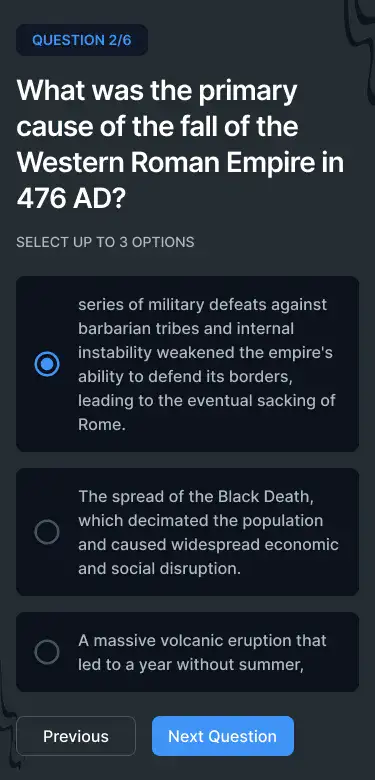 QUESTION 2/6
What was the primary
cause of the fall of the
Western Roman Empire in
476 AD?
SELECT UP TO 3 OPTIONS
series of military defeats against
barbarian tribes and internal
instability weakened the empire's
ability to defend its borders,
leading to the eventual sacking of
Rome.
The spread of the Black Death,
which decimated the population
and caused widespread economic
and social disruption.
A massive volcanic eruption that
led to a year without summer,
Previous
Next Question